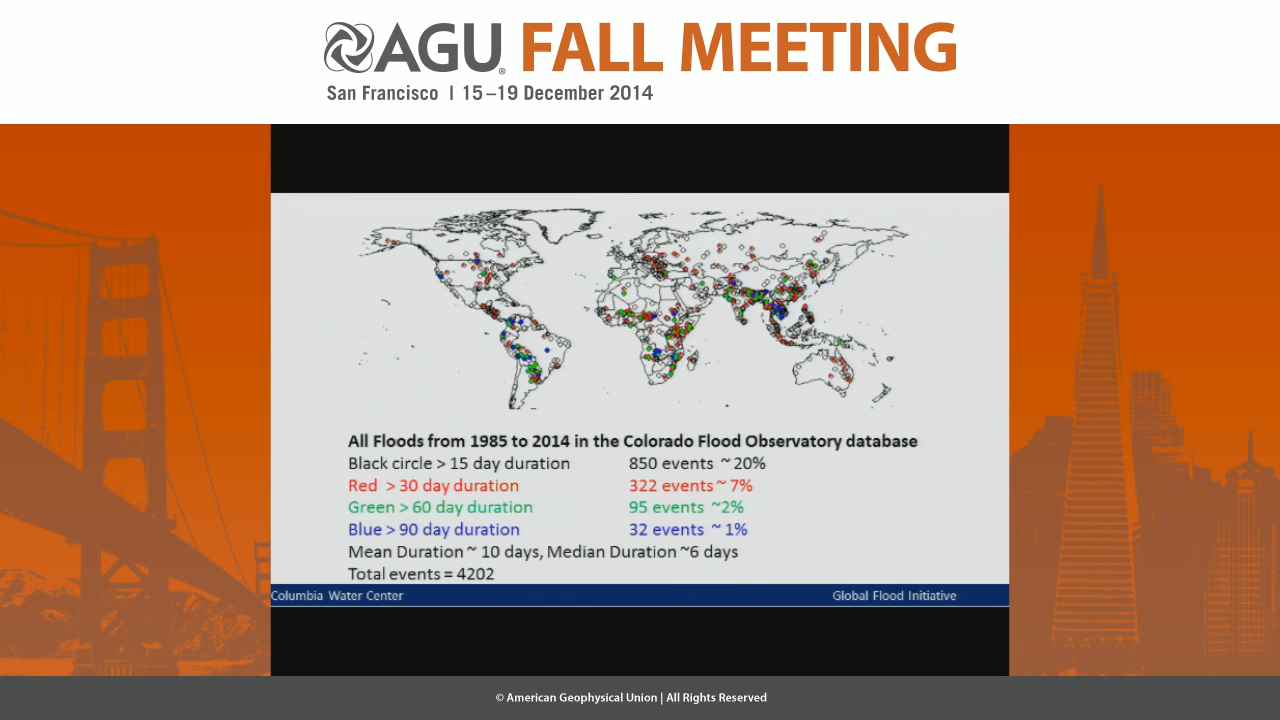 AGU® FALL MEETING
San Francisco | 15–19 December 2014
All Floods from 1985 to 2014 in the Colorado Flood Observatory database
Black circle > 15 day duration 850 events ~ 20%
Red > 30 day duration 322 events ~ 7%
Green > 60 day duration 95 events ~2%
Blue > 90 day duration 32 events ~ 1%
Mean Duration ~ 10 days, Median Duration ~6 days
Total events = 4202
Columbia Water Center Global Flood Initiative
© American Geophysical Union | All Rights Reserved